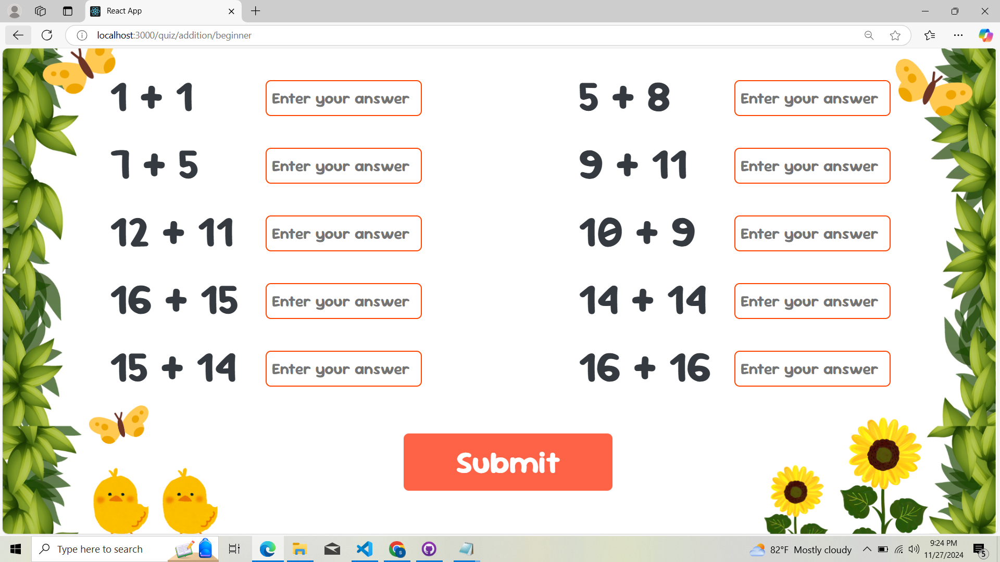 React App
localhost:3000/quiz/addition/beginner
1 + 1 Enter your answer 5 + 8 Enter your answer
7 + 5 Enter your answer 9 + 11 Enter your answer
12 + 11 Enter your answer 10 + 9 Enter your answer
16 + 15 Enter your answer 14 + 14 Enter your answer
15 + 14 Enter your answer 16 + 16 Enter your answer
Submit
Type here to search
82°F Mostly cloudy
9:24 PM
11/27/2024
5